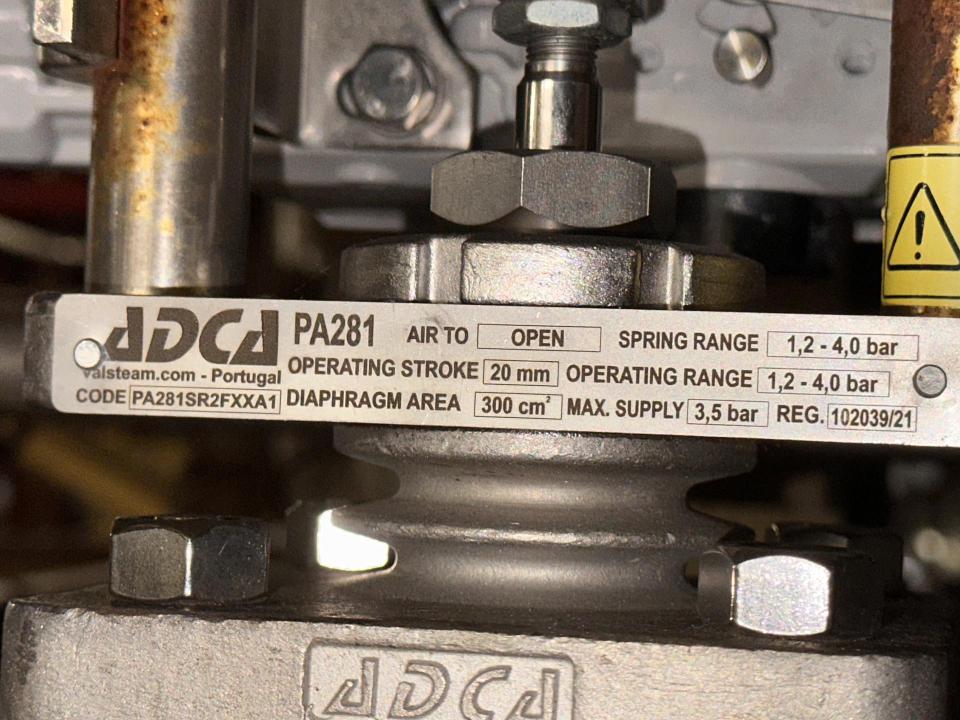 ADCA PA281 AIR TO OPEN SPRING RANGE 1,2 - 4,0 bar
valsteam.com - Portugal OPERATING STROKE 20 mm OPERATING RANGE 1,2 - 4,0 bar
CODE PA281SR2FXXA1 DIAPHRAGM AREA 300 cm² MAX. SUPPLY 3,5 bar REG. 102039/21
ADCA